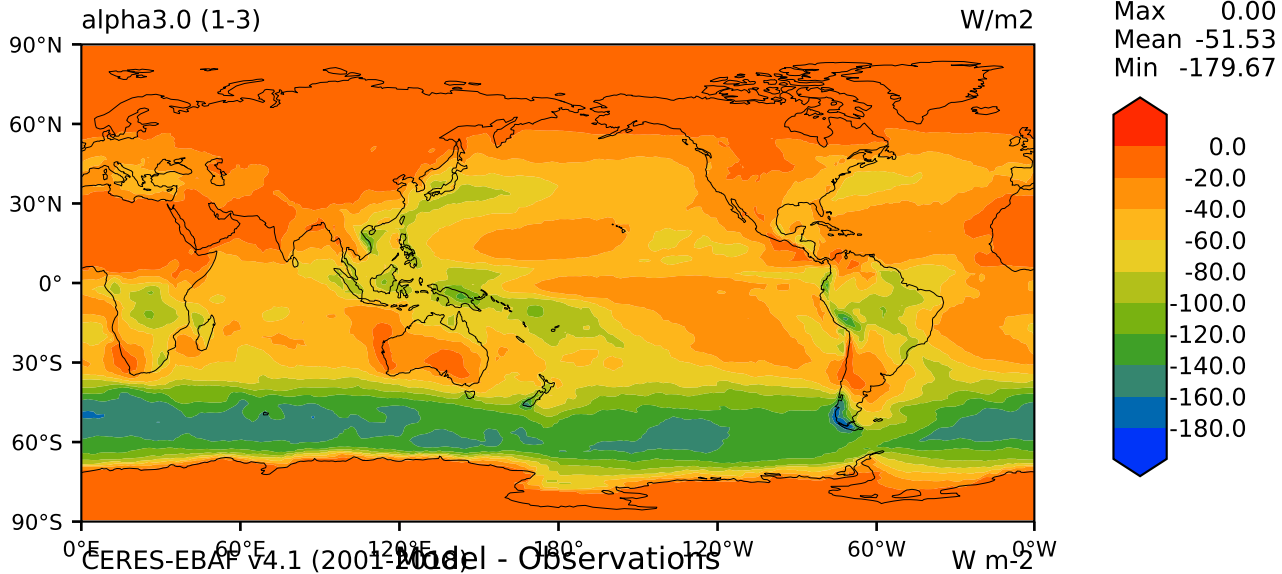 alpha3.0 (1-3) W/m2
Max 0.00
Mean -51.53
Min -179.67
90°N
60°N
30°N
0°
30°S
60°S
90°S
0.0
-20.0
-40.0
-60.0
-80.0
-100.0
-120.0
-140.0
-160.0
-180.0
0°E 60°E 120°E 180° 120°W 60°W 0°W
CERES-EBAF v4.1 (2001-2018) Model - Observations W m-2